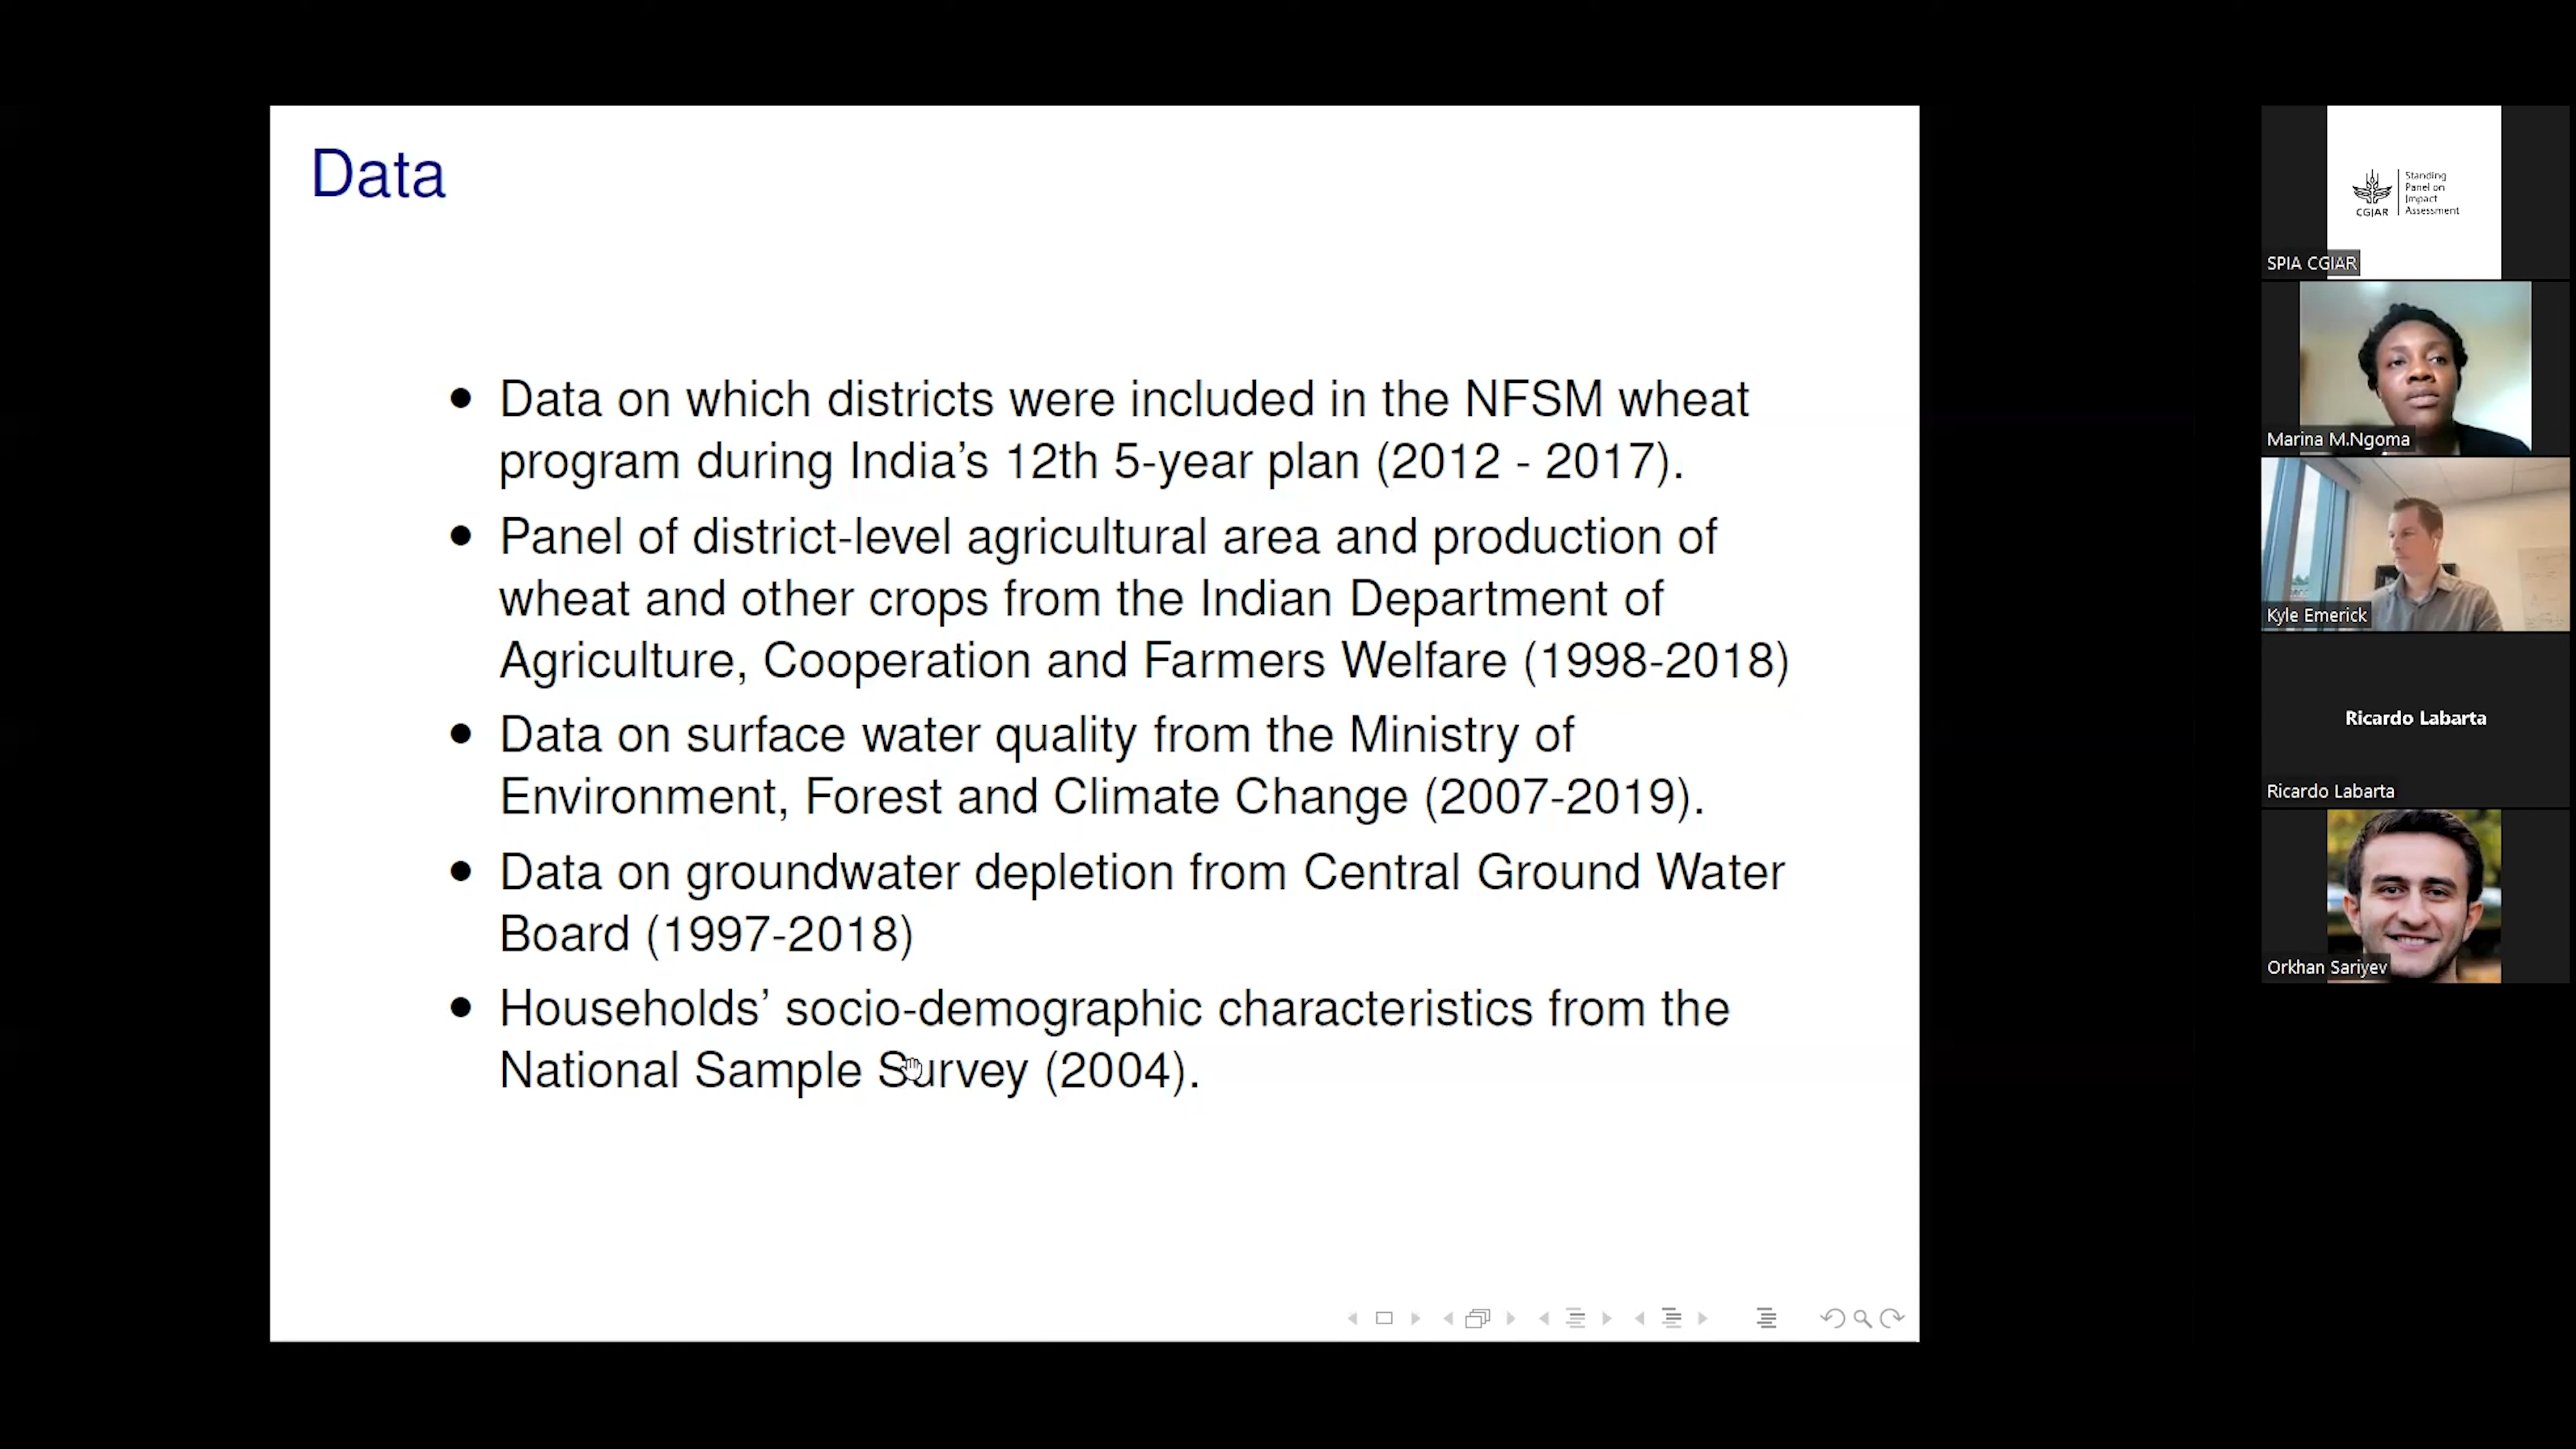 Data
• Data on which districts were included in the NFSM wheat
program during India's 12th 5-year plan (2012 - 2017).
• Panel of district-level agricultural area and production of
wheat and other crops from the Indian Department of
Agriculture, Cooperation and Farmers Welfare (1998-2018)
• Data on surface water quality from the Ministry of
Environment, Forest and Climate Change (2007-2019).
• Data on groundwater depletion from Central Ground Water
Board (1997-2018)
• Households' socio-demographic characteristics from the
National Sample Survey (2004).
CGIAR
Standing
Panel on
Impact
Assessment
SPIA CGIAR
Marina M.Ngoma
Kyle Emerick
Ricardo Labarta
Ricardo Labarta
Orkhan Sariyev